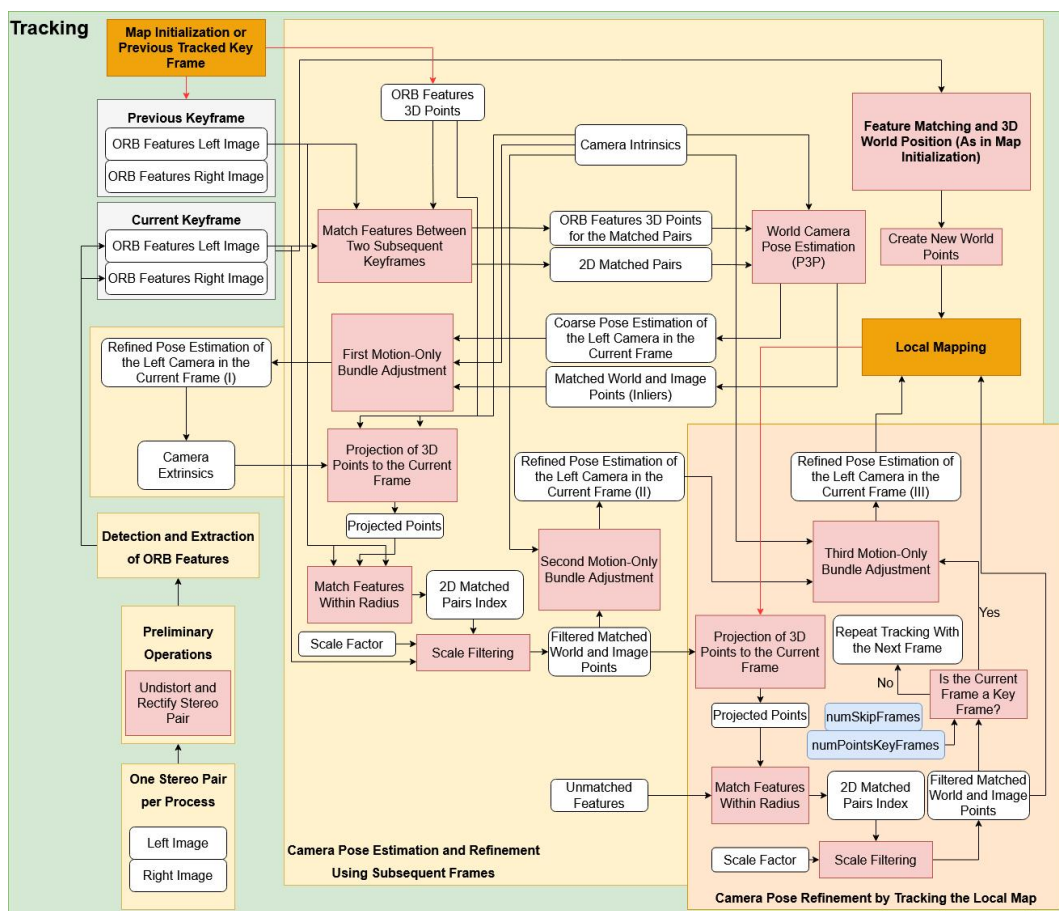 Tracking
Map Initialization or
Previous Tracked Key
Frame
ORB Features
3D Points
Previous Keyframe
ORB Features Left Image
ORB Features Right Image
Camera Intrinsics
Feature Matching and 3D
World Position (As in Map
Initialization)
Current Keyframe
ORB Features Left Image
ORB Features Right Image
Match Features Between
Two Subsequent
Keyframes
ORB Features 3D Points
for the Matched Pairs
2D Matched Pairs
World Camera
Pose Estimation
(P3P)
Create New World
Points
Refined Pose Estimation of
the Left Camera in the
Current Frame (I)
First Motion-Only
Bundle Adjustment
Coarse Pose Estimation of
the Left Camera in the
Current Frame
Matched World and Image
Points (Inliers)
Local Mapping
Camera
Extrinsics
Projection of 3D
Points to the Current
Frame
Refined Pose Estimation of
the Left Camera in the
Current Frame (II)
Refined Pose Estimation of
the Left Camera in the
Current Frame (III)
Projected Points
Detection and Extraction
of ORB Features
Match Features
Within Radius
2D Matched
Pairs Index
Second Motion-Only
Bundle Adjustment
Third Motion-Only
Bundle Adjustment
Yes
Preliminary
Operations
Undistort and
Rectify Stereo
Pair
Scale Factor
Scale Filtering
Filtered Matched
World and Image
Points
Projection of 3D
Points to the Current
Frame
Repeat Tracking With
the Next Frame
No
Is the Current
Frame a Key
Frame?
Projected Points
numSkipFrames
numPointsKeyFrames
One Stereo Pair
per Process
Left Image
Right Image
Unmatched
Features
Match Features
Within Radius
2D Matched
Pairs Index
Filtered Matched
World and Image
Points
Scale Factor
Scale Filtering
Camera Pose Estimation and Refinement
Using Subsequent Frames
Camera Pose Refinement by Tracking the Local Map